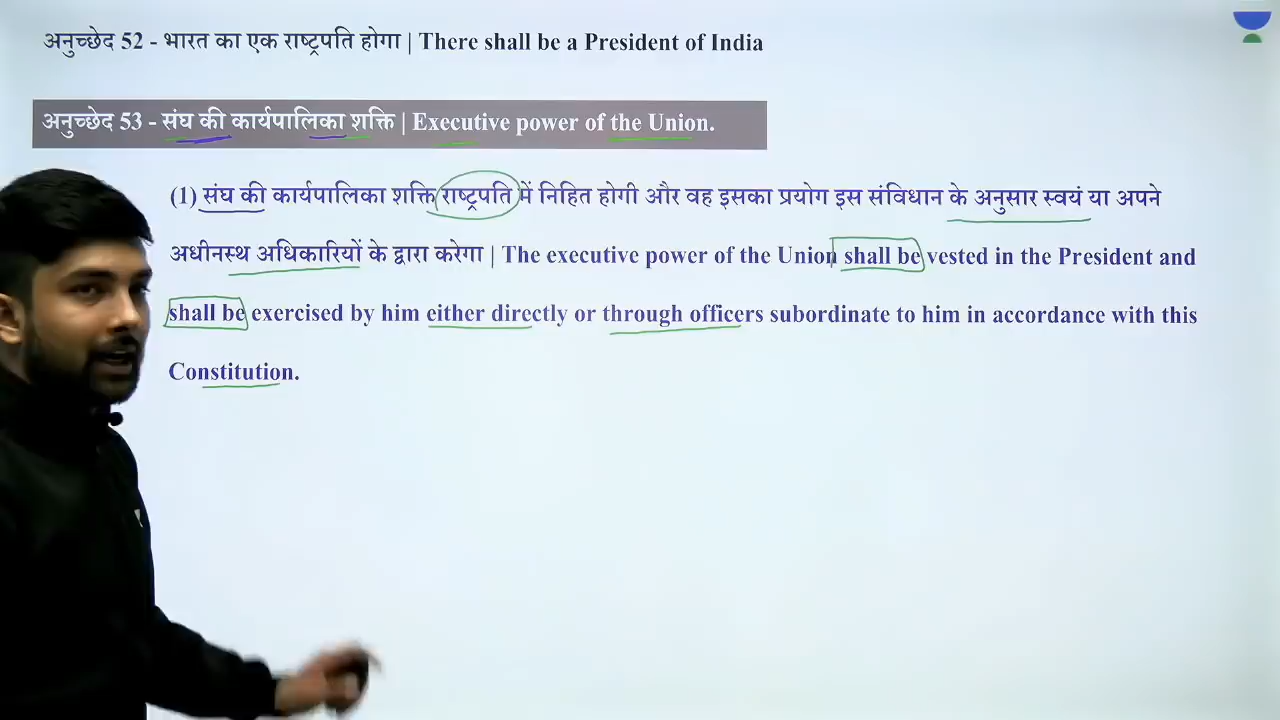 अनुच्छेद 52 - भारत का एक राष्ट्रपति होगा | There shall be a President of India
अनुच्छेद 53 - संघ की कार्यपालिका शक्ति | Executive power of the Union.
(1) संघ की कार्यपालिका शक्ति राष्ट्रपति में निहित होगी और वह इसका प्रयोग इस संविधान के अनुसार स्वयं या अपने
अधीनस्थ अधिकारियों के द्वारा करेगा | The executive power of the Union shall be vested in the President and
shall be exercised by him either directly or through officers subordinate to him in accordance with this
Constitution.